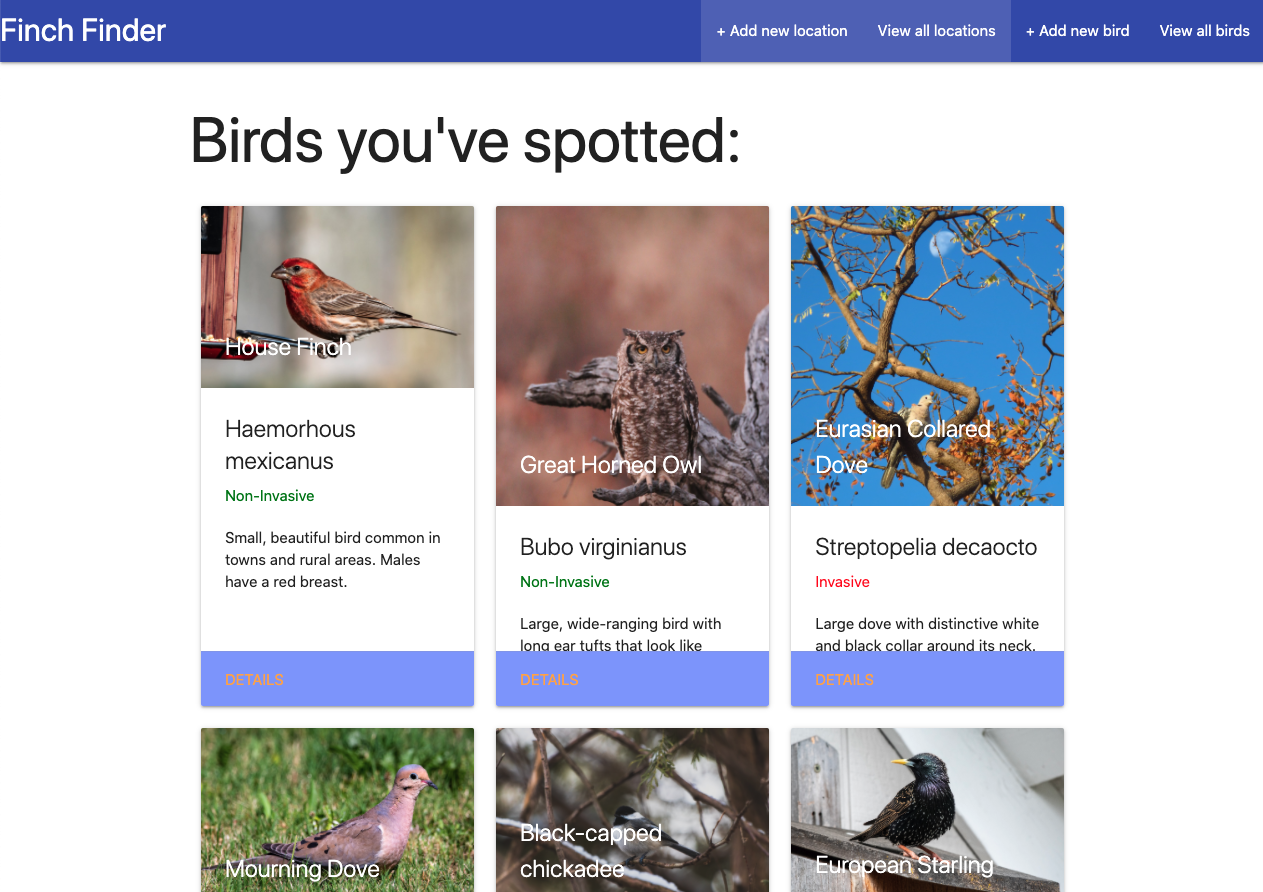 Finch Finder
+ Add new location
View all locations
+ Add new bird
View all birds
Birds you've spotted:
House Finch
Haemorhous
mexicanus
Non-Invasive
Small, beautiful bird common in
towns and rural areas. Males
have a red breast.
DETAILS
Great Horned Owl
Bubo virginianus
Non-Invasive
Large, wide-ranging bird with
long ear tufts that look like
DETAILS
Eurasian Collared
Dove
Streptopelia decaocto
Invasive
Large dove with distinctive white
and black collar around its neck.
DETAILS
Mourning Dove
Black-capped
chickadee
European Starling